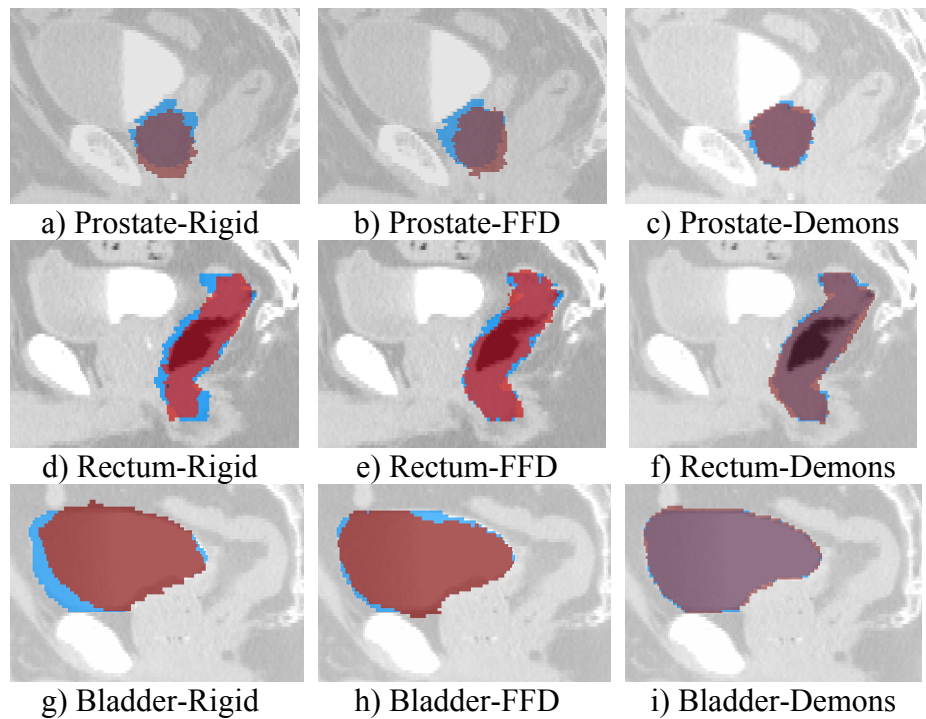 a) Prostate-Rigid b) Prostate-FFD c) Prostate-Demons
d) Rectum-Rigid e) Rectum-FFD f) Rectum-Demons
g) Bladder-Rigid h) Bladder-FFD i) Bladder-Demons